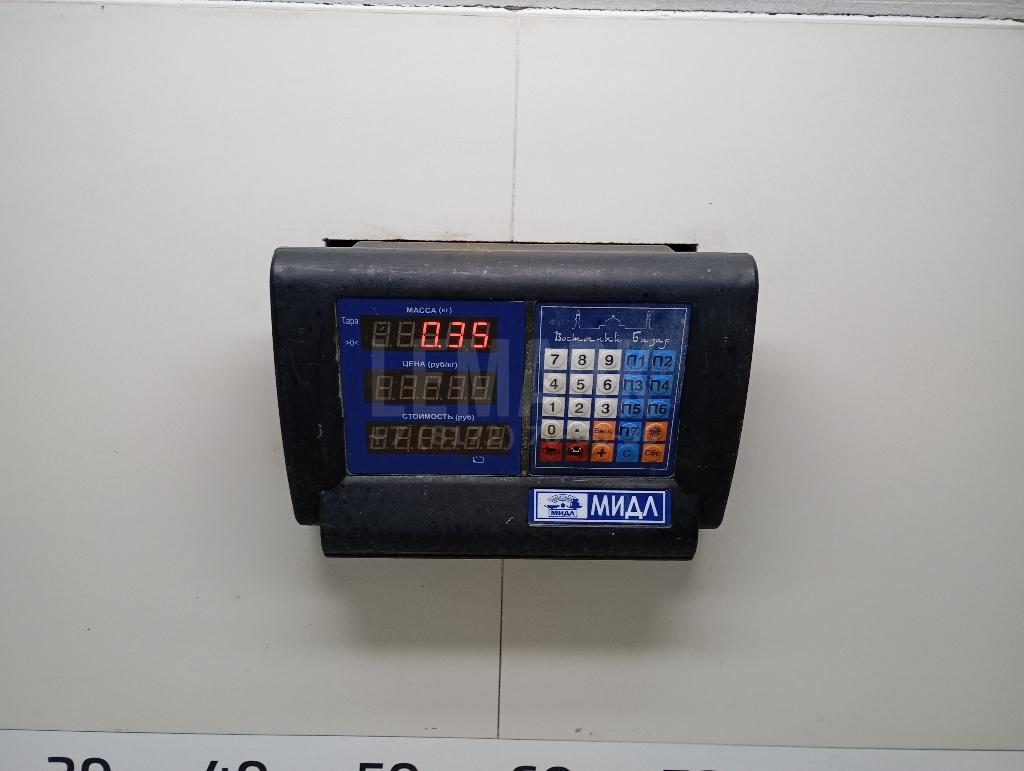 МАССА (кг)
Тара
0.35
>0<
ЦЕНА (руб/кг)
СТОИМОСТЬ (руб)
Восточный Базар
7 8 9 П1 П2
4 5 6 П3 П4
1 2 3 П5 П6
0 . Ввод П7
+ С Сбр
МИДЛ
МИДЛ